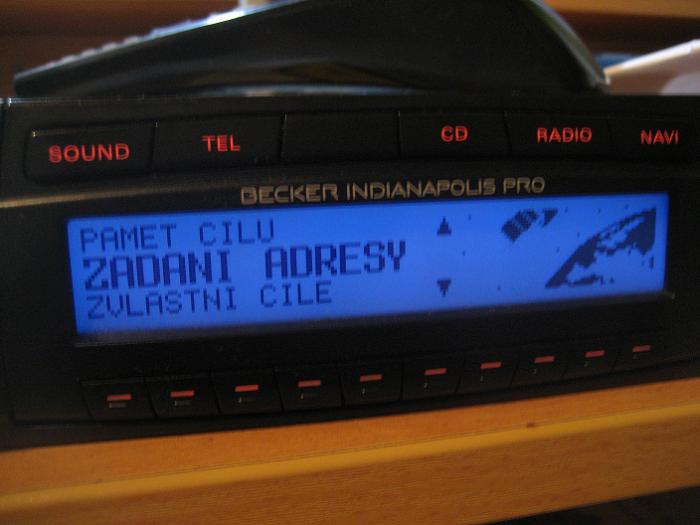 SOUND TEL CD RADIO NAVI
BECKER INDIANAPOLIS PRO
PAMET CILU
ZADANI ADRESY
ZVLASTNI CILE